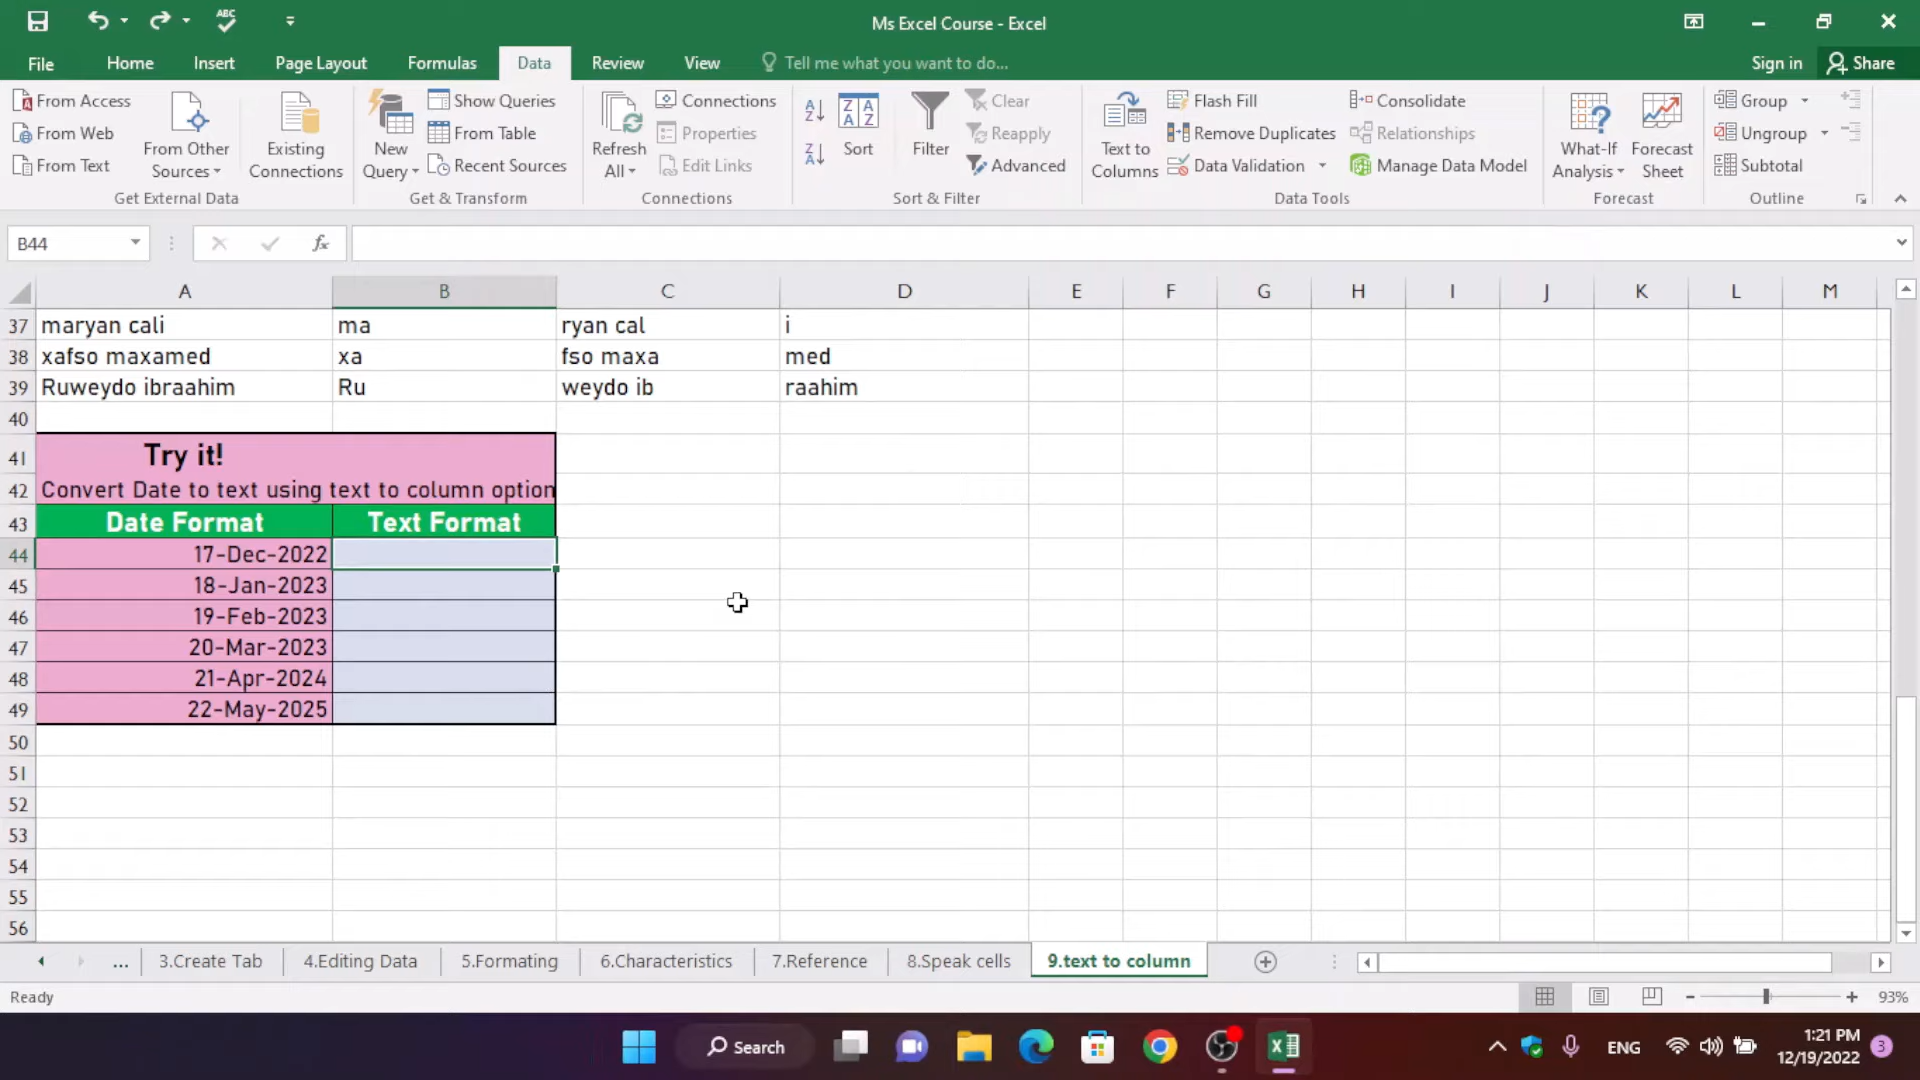 ABC
Ms Excel Course - Excel
File Home Insert Page Layout Formulas Data Review View Tell me what you want to do... Sign in Share
From Access
From Web
From Text
From Other Sources
Existing Connections
Get External Data
New Query
Show Queries
From Table
Recent Sources
Get & Transform
Refresh All
Connections
Properties
Edit Links
Connections
Sort
Filter
Clear
Reapply
Advanced
Sort & Filter
Text to Columns
Flash Fill
Remove Duplicates
Data Validation
Consolidate
Relationships
Manage Data Model
Data Tools
What-If Analysis
Forecast Sheet
Forecast
Group
Ungroup
Subtotal
Outline
B44 fx
A B C D E F G H I J K L M
37 maryan cali ma ryan cal i
38 xafso maxamed xa fso maxa med
39 Ruweydo ibraahim Ru weydo ib raahim
40
41 Try it!
42 Convert Date to text using text to column option
43 Date Format Text Format
44 17-Dec-2022
45 18-Jan-2023
46 19-Feb-2023
47 20-Mar-2023
48 21-Apr-2024
49 22-May-2025
50
51
52
53
54
55
56
... 3.Create Tab 4.Editing Data 5.Formating 6.Characteristics 7.Reference 8.Speak cells 9.text to column
Ready 93%
Search ENG 1:21 PM 3
12/19/2022